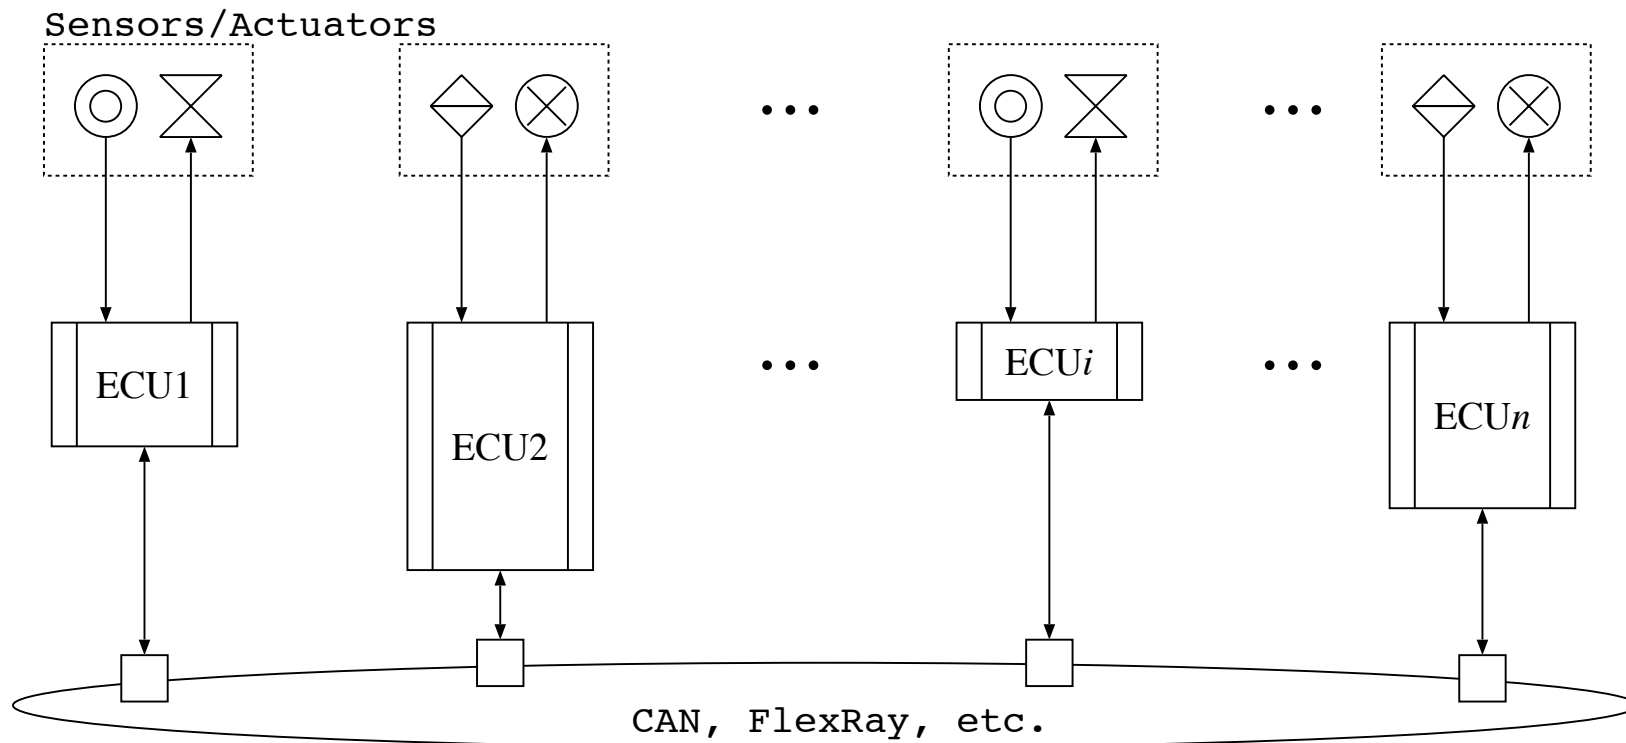 Sensors/Actuators
... ...
ECU1 ECU2 ... ECUi ... ECUn
CAN, FlexRay, etc.